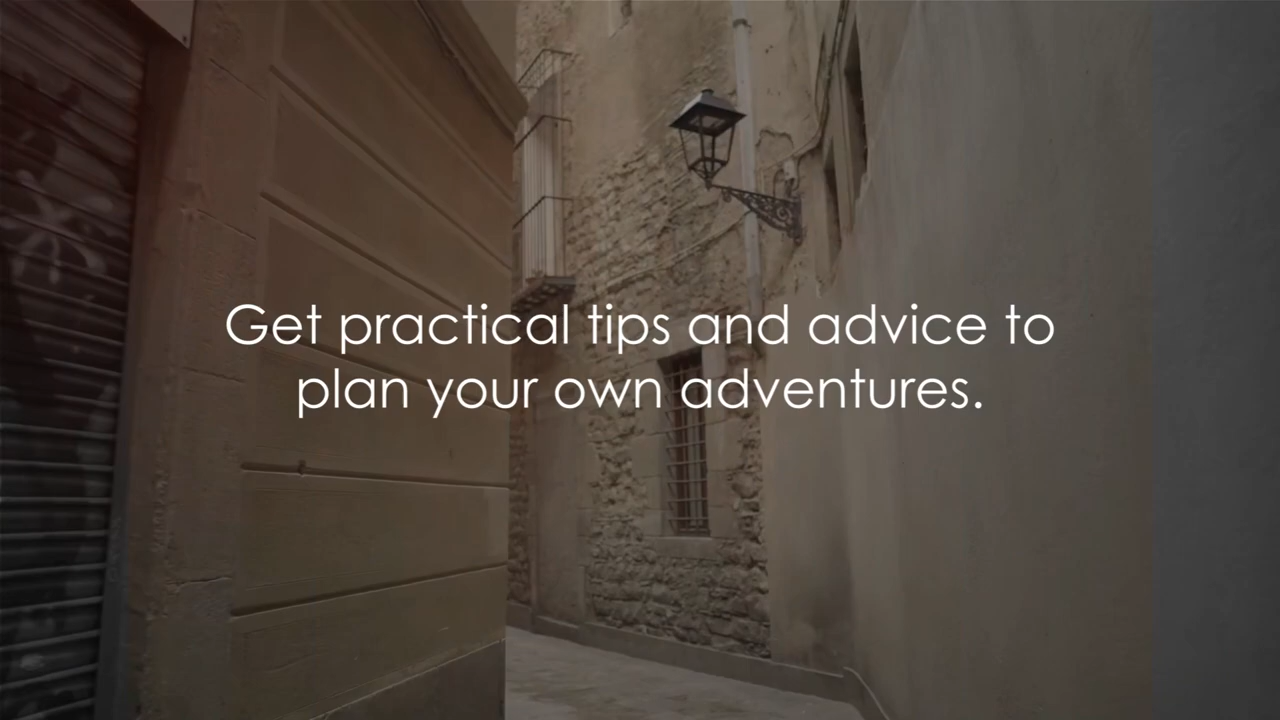 Get practical tips and advice to
plan your own adventures.